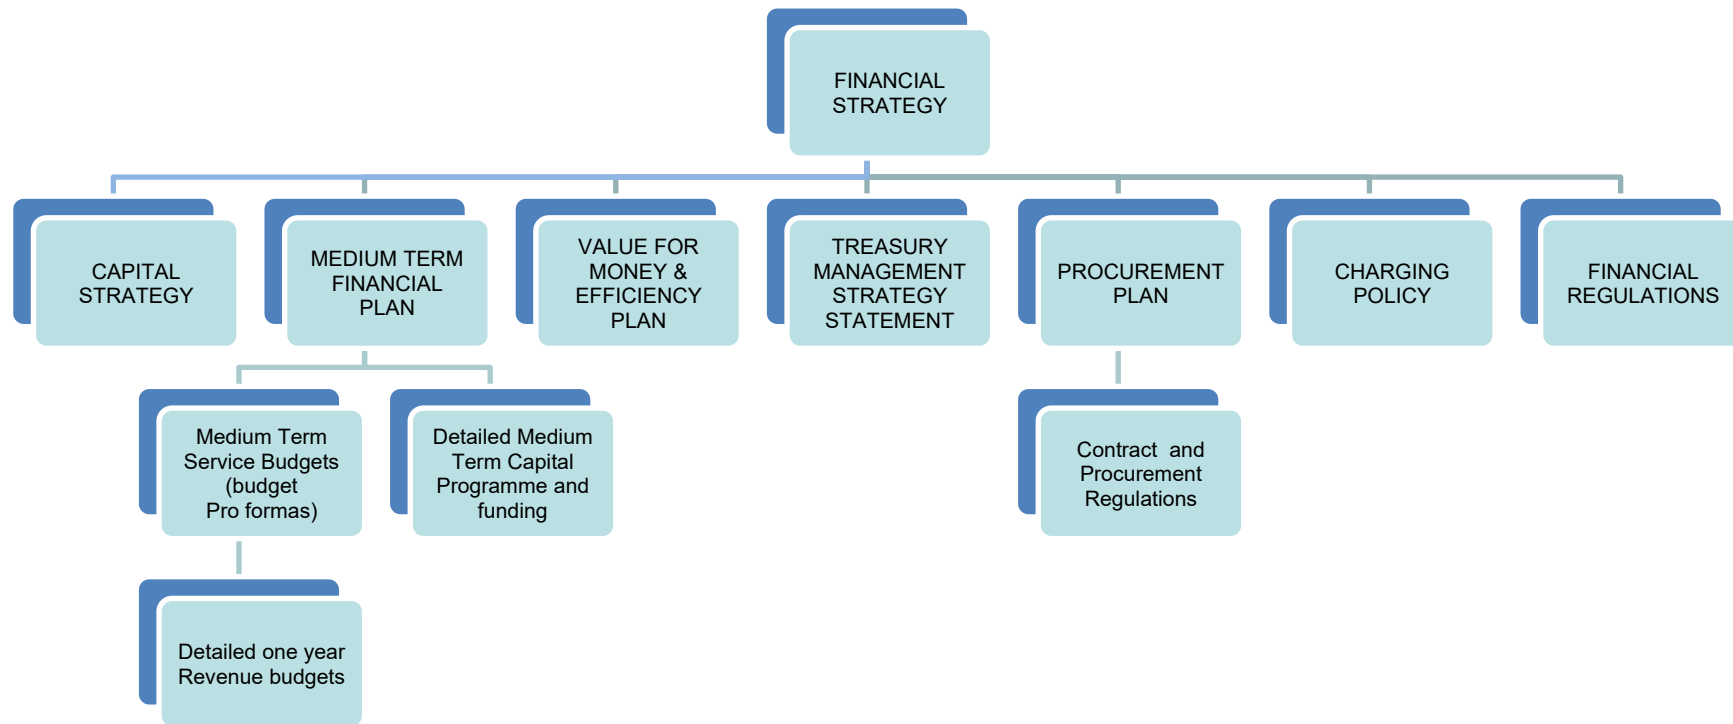 FINANCIAL
STRATEGY
CAPITAL
STRATEGY
MEDIUM TERM
FINANCIAL
PLAN
VALUE FOR
MONEY &
EFFICIENCY
PLAN
TREASURY
MANAGEMENT
STRATEGY
STATEMENT
PROCUREMENT
PLAN
CHARGING
POLICY
FINANCIAL
REGULATIONS
Medium Term
Service Budgets
(budget
Pro formas)
Detailed Medium
Term Capital
Programme and
funding
Contract and
Procurement
Regulations
Detailed one year
Revenue budgets